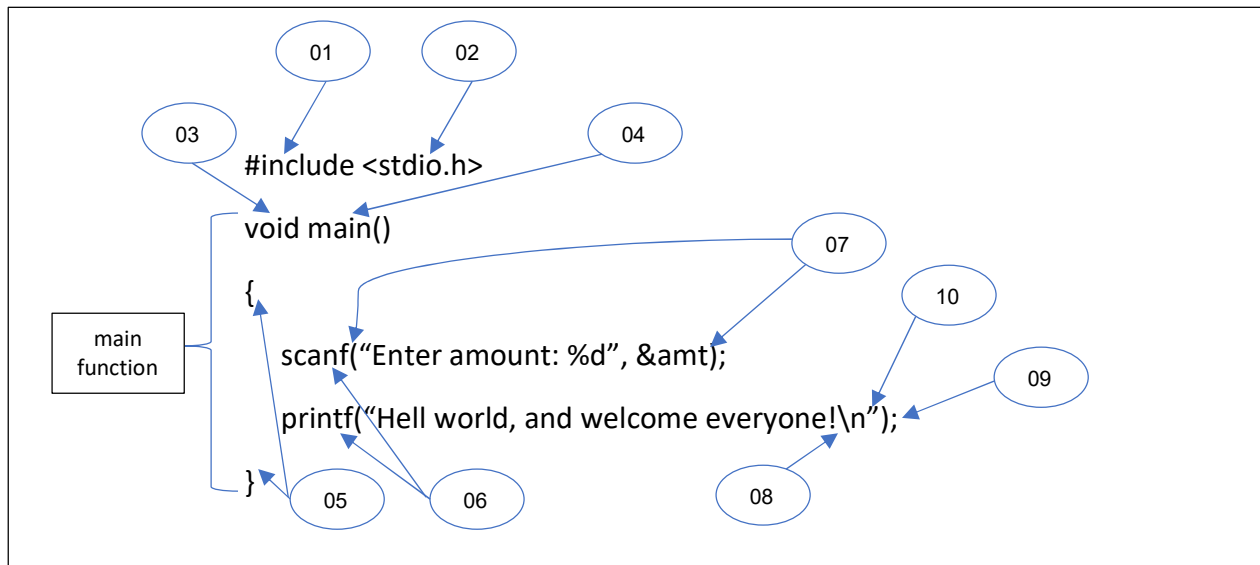 01 02
03 04
#include <stdio.h>
void main()
07
{
10
main
function
scanf(“Enter amount: %d”, &amt);
09
printf(“Hell world, and welcome everyone!\n”);
}
05 06 08